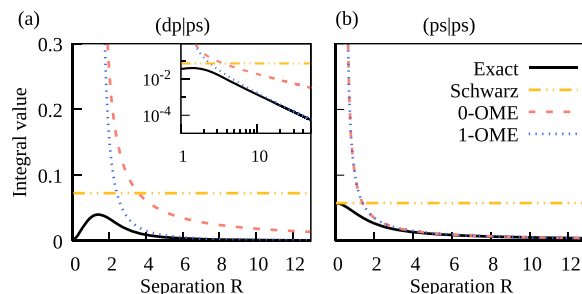 (a) (dp|ps)
Integral value
0.3
0.2
0.1
0
0 2 4 6 8 10 12
Separation R
10⁻²
10⁻⁴
1 10
(b) (ps|ps)
Exact
Schwarz
0-OME
1-OME
0 2 4 6 8 10 12
Separation R